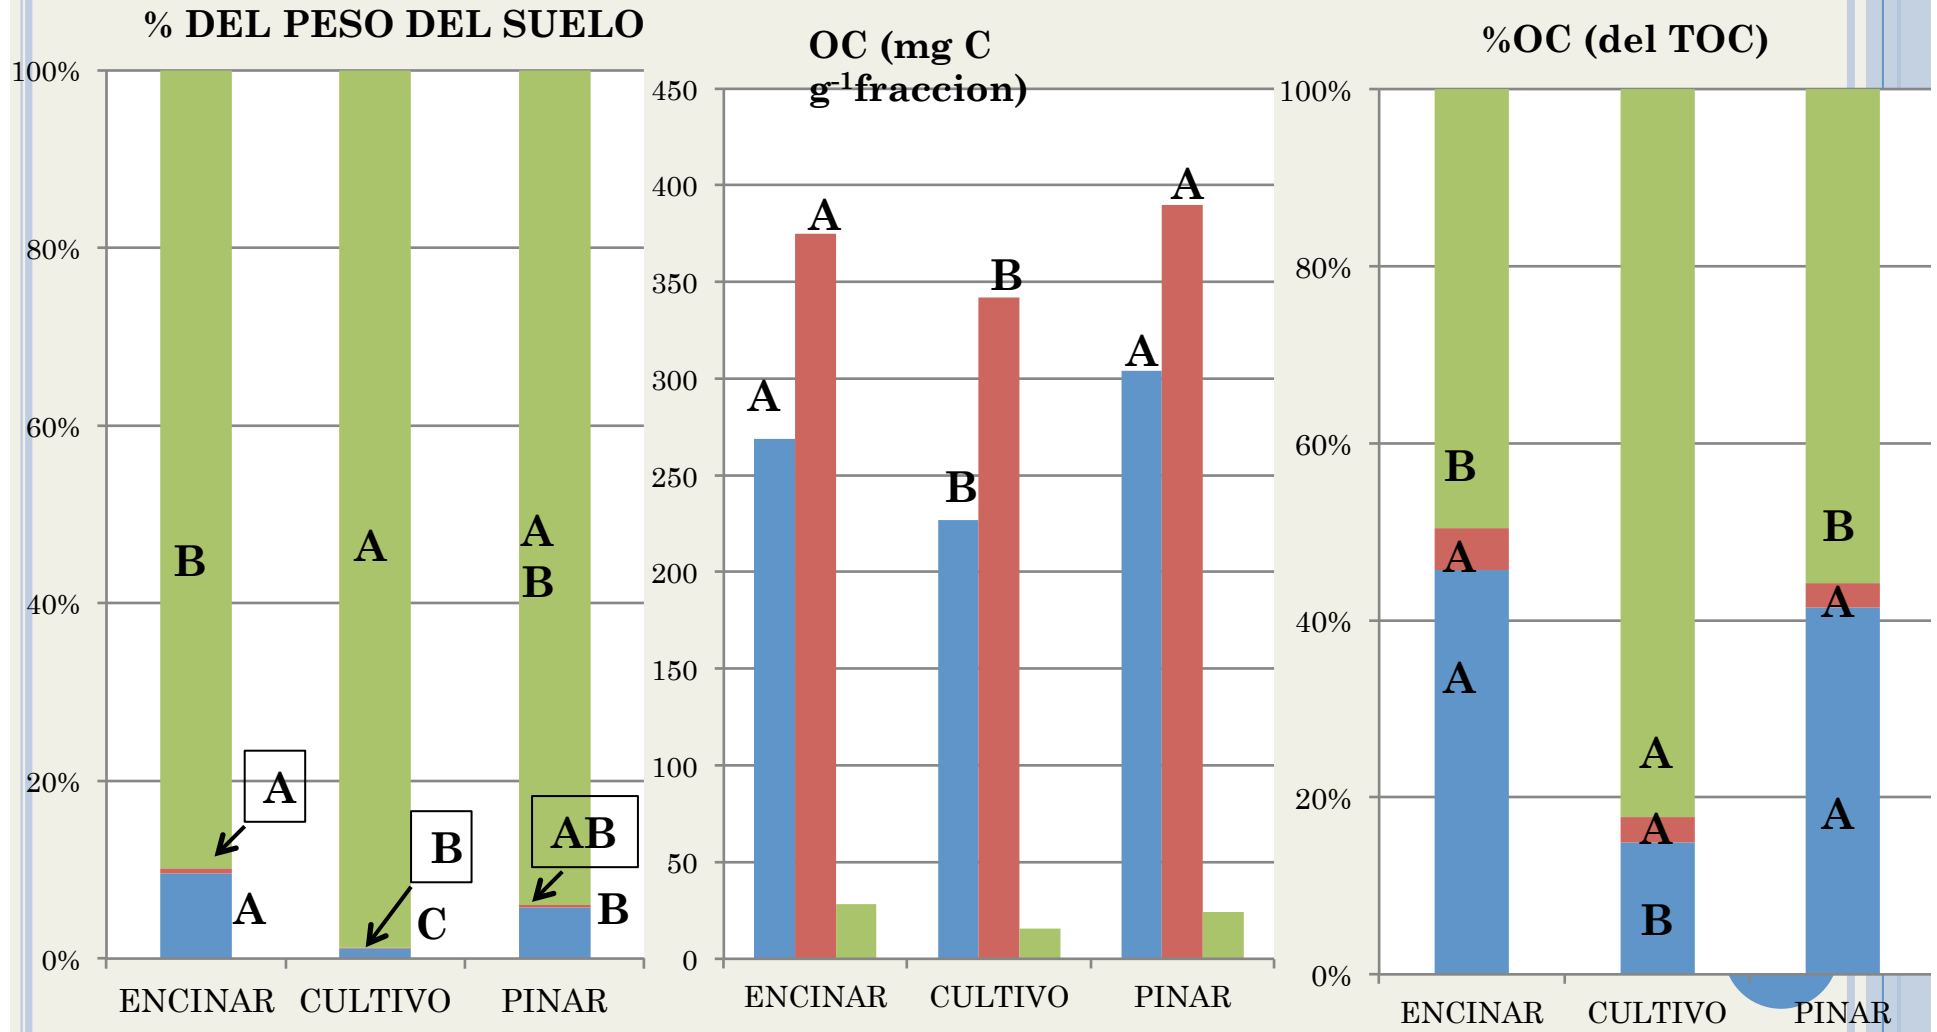 % DEL PESO DEL SUELO
100%
80%
60%
40%
20%
0%
B
A
A
B
A
B
AB
A
C
B
ENCINAR CULTIVO PINAR
OC (mg C
g⁻¹fraccion)
450
400
350
300
250
200
150
100
50
0
A
A
B
B
A
A
ENCINAR CULTIVO PINAR
%OC (del TOC)
100%
80%
60%
40%
20%
0%
B
A
A
A
A
B
B
A
A
ENCINAR CULTIVO PINAR